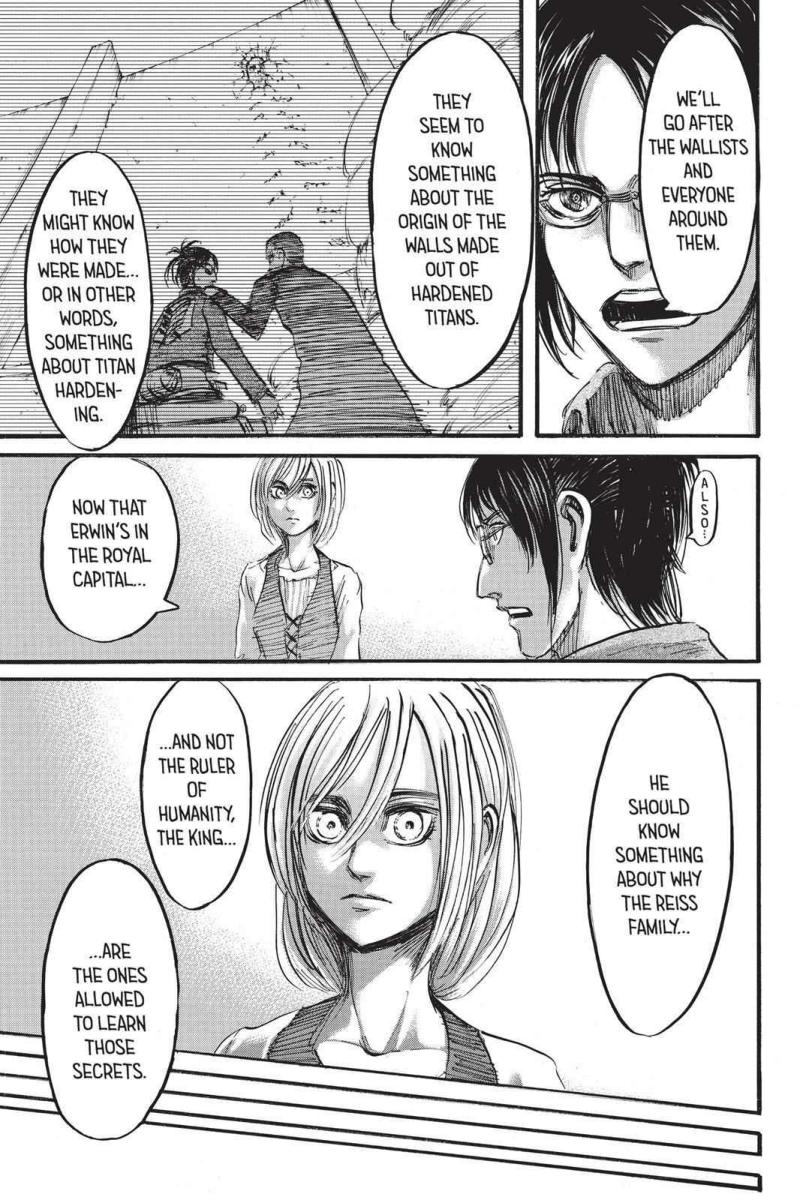 WE'LL
GO AFTER
THE WALLISTS
AND
EVERYONE
AROUND
THEM.
THEY
SEEM TO
KNOW
SOMETHING
ABOUT THE
ORIGIN OF THE
WALLS MADE
OUT OF
HARDENED
TITANS.
THEY
MIGHT KNOW
HOW THEY
WERE MADE...
OR IN OTHER
WORDS,
SOMETHING
ABOUT TITAN
HARDEN-
ING.
ALSO...
NOW THAT
ERWIN'S IN
THE ROYAL
CAPITAL...
HE
SHOULD
KNOW
SOMETHING
ABOUT WHY
THE REISS
FAMILY...
...AND NOT
THE RULER
OF
HUMANITY,
THE KING...
...ARE
THE ONES
ALLOWED
TO LEARN
THOSE
SECRETS.